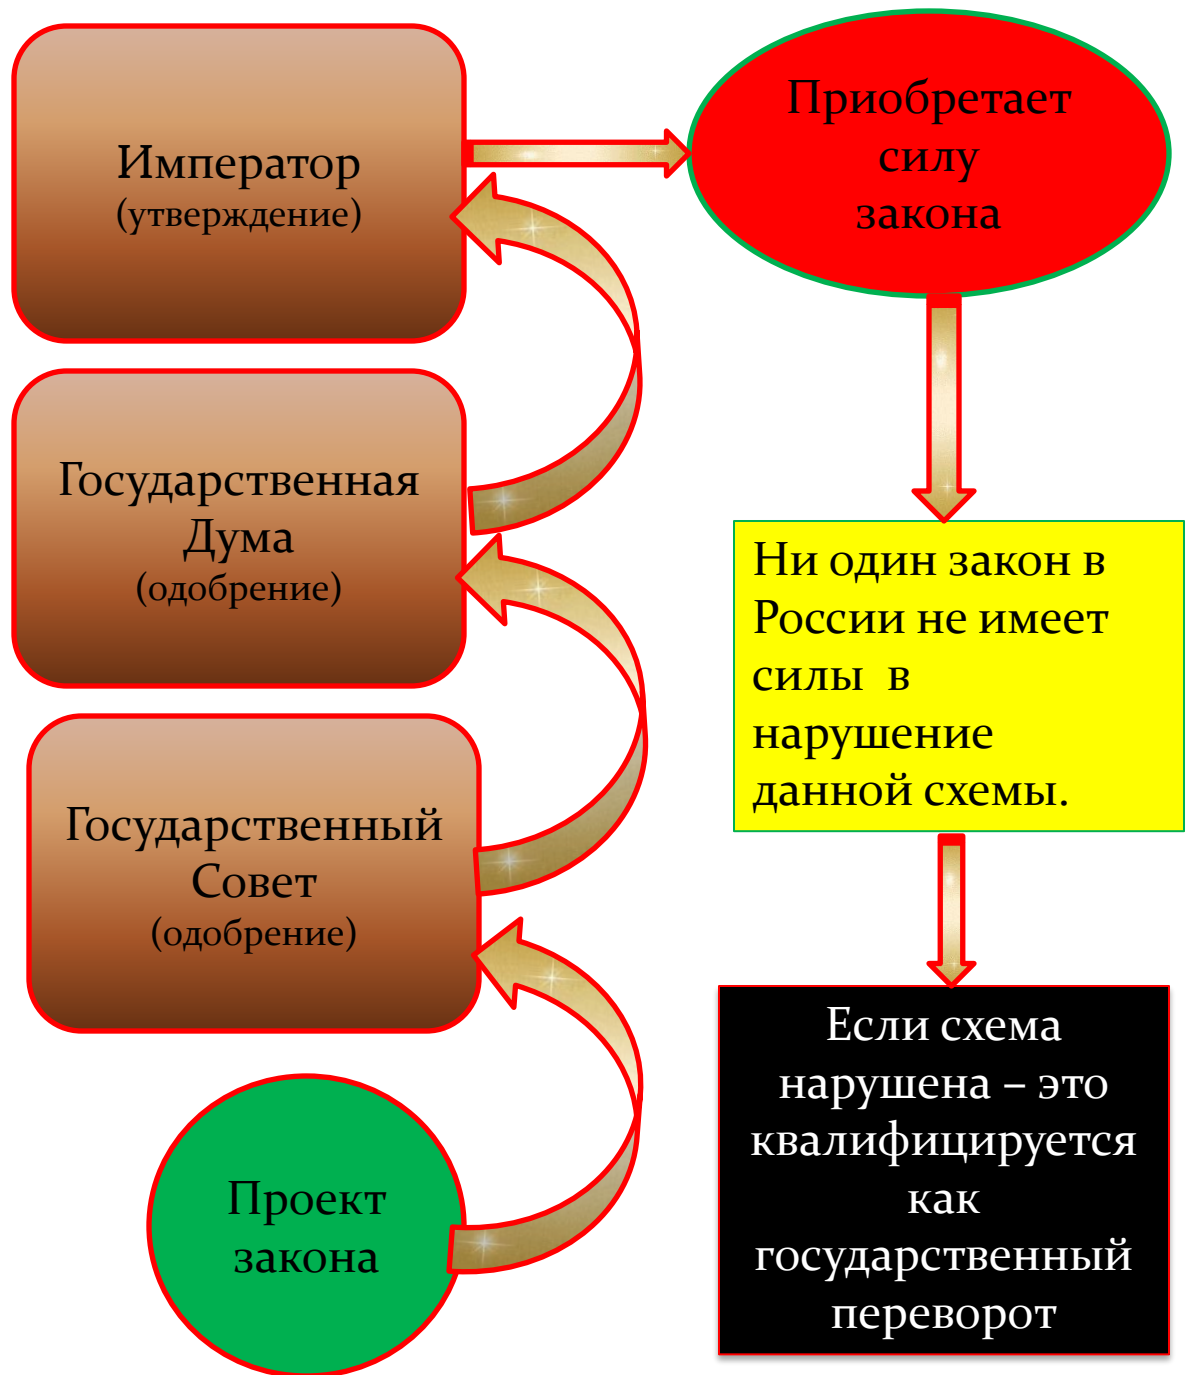 Император
(утверждение)
Приобретает
силу
закона
Государственная
Дума
(одобрение)
Государственный
Совет
(одобрение)
Проект
закона
Ни один закон в
России не имеет
силы в
нарушение
данной схемы.
Если схема
нарушена – это
квалифицируется
как
государственный
переворот